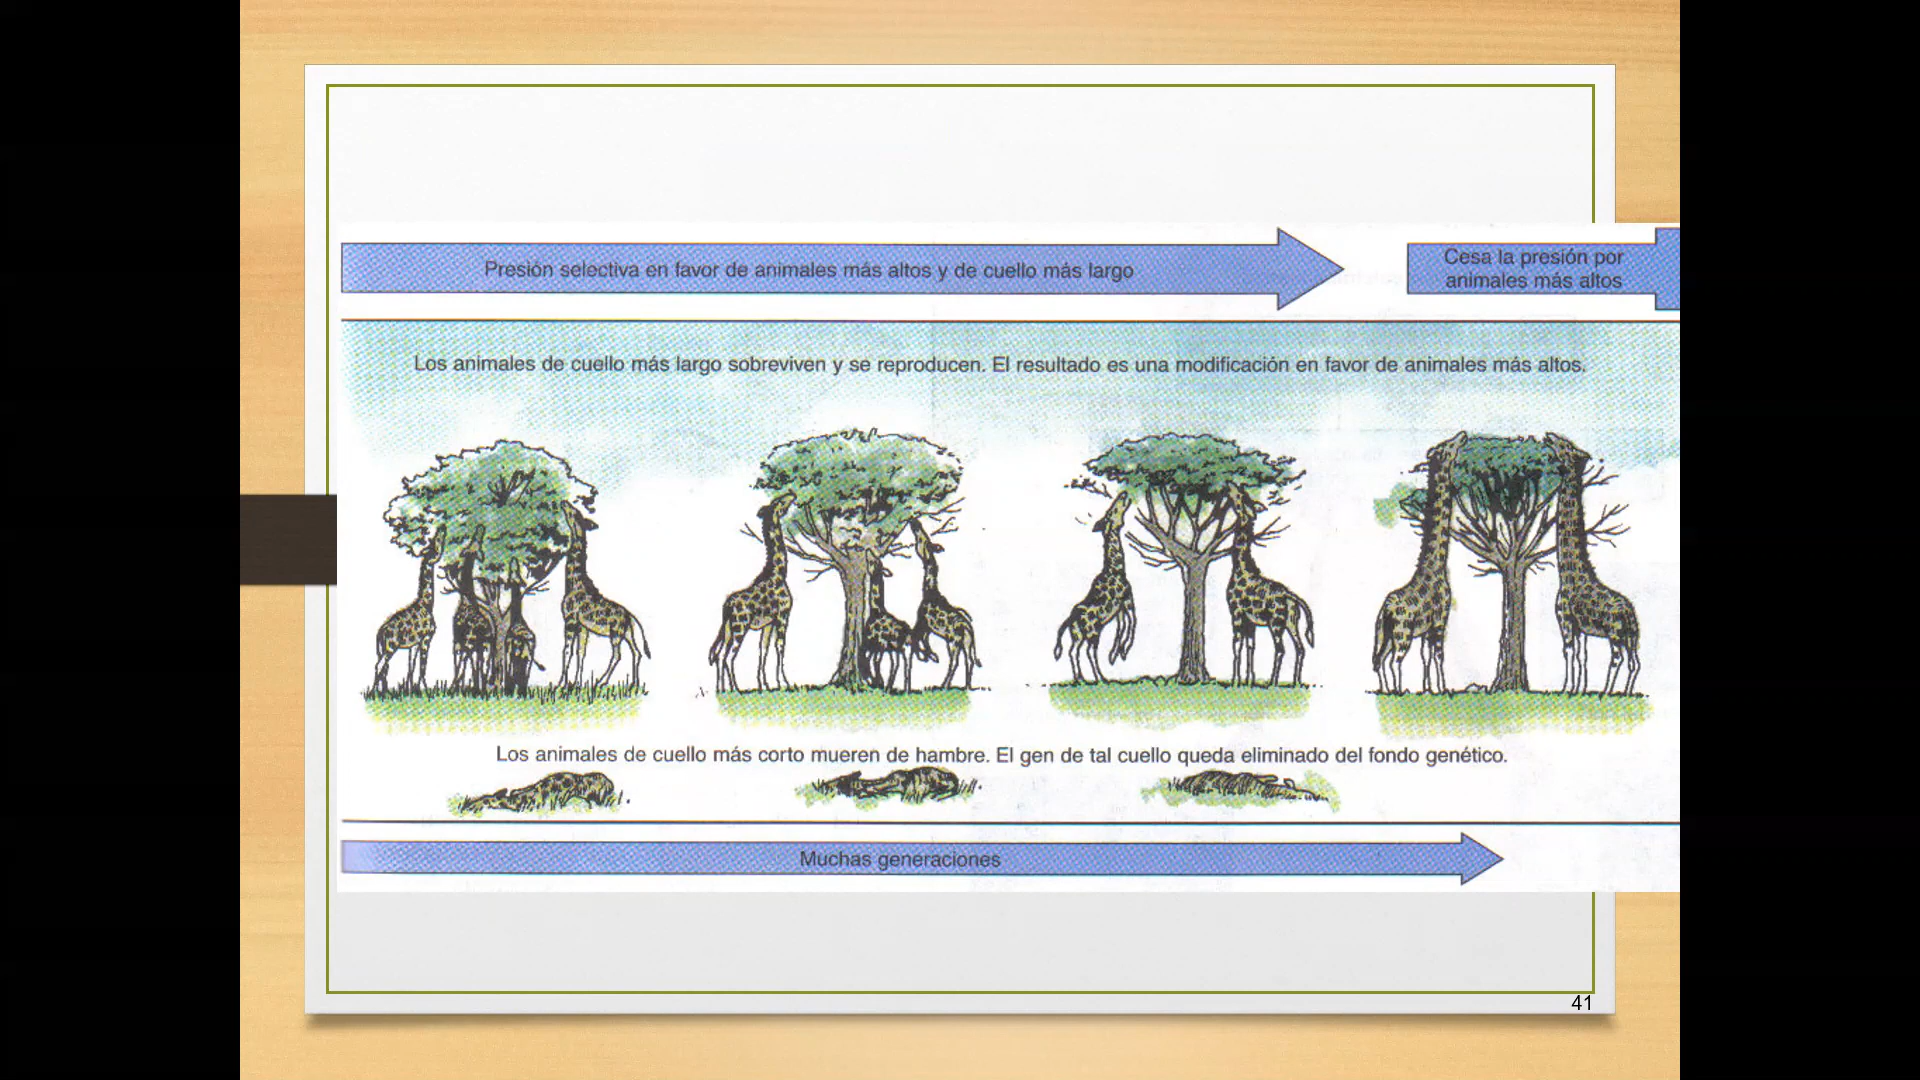 Presión selectiva en favor de animales más altos y de cuello más largo
Cesa la presión por
animales más altos
Los animales de cuello más largo sobreviven y se reproducen. El resultado es una modificación en favor de animales más altos.
Los animales de cuello más corto mueren de hambre. El gen de tal cuello queda eliminado del fondo genético.
Muchas generaciones
41